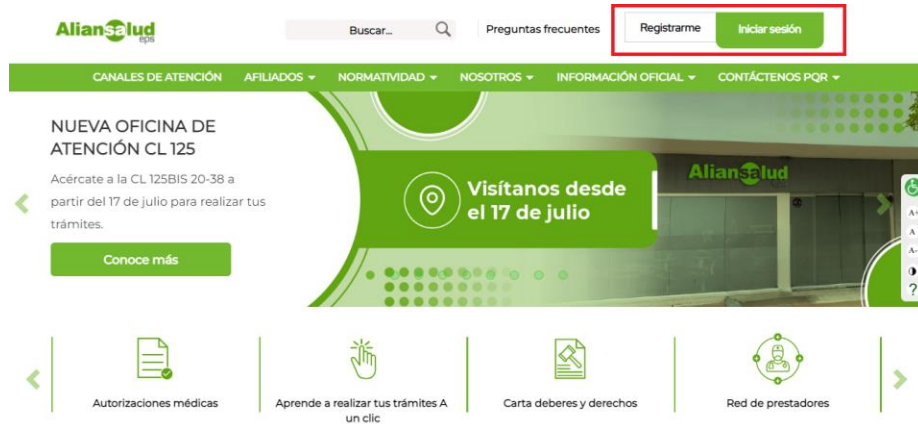 Aliansalud
eps
Buscar...
Preguntas frecuentes
Registrarme
Iniciar sesión
CANALES DE ATENCIÓN
AFILIADOS
NORMATIVIDAD
NOSOTROS
INFORMACIÓN OFICIAL
CONTÁCTENOS PQR
NUEVA OFICINA DE
ATENCIÓN CL 125
Acércate a la CL 125BIS 20-38 a
partir del 17 de julio para realizar tus
trámites.
Conoce más
Visítanos desde
el 17 de julio
Aliansalud
A+
A
A-
?
Autorizaciones médicas
Aprende a realizar tus trámites A
un clic
Carta deberes y derechos
Red de prestadores